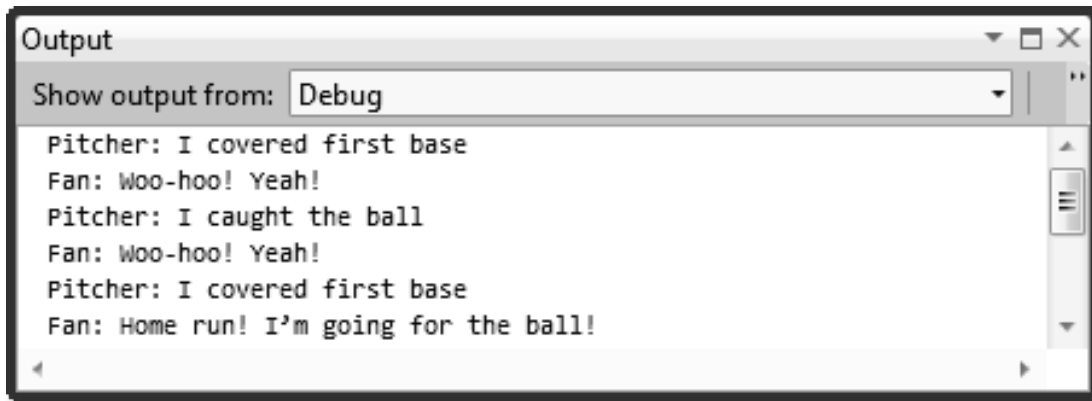 Output
Show output from: Debug
Pitcher: I covered first base
Fan: Woo-hoo! Yeah!
Pitcher: I caught the ball
Fan: Woo-hoo! Yeah!
Pitcher: I covered first base
Fan: Home run! I’m going for the ball!